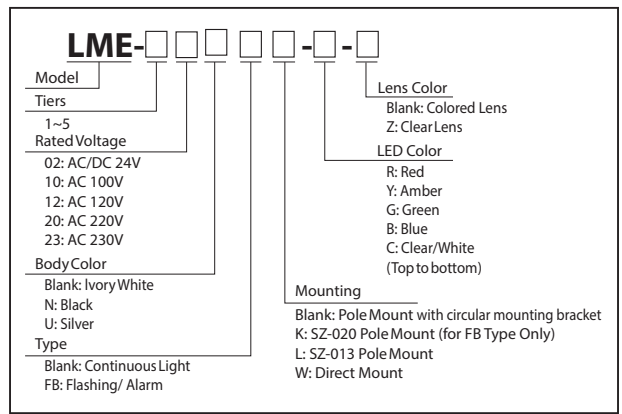 LME-□□□□□-□-□
Model
Tiers
1~5
Rated Voltage
02: AC/DC 24V
10: AC 100V
12: AC 120V
20: AC 220V
23: AC 230V
Body Color
Blank: Ivory White
N: Black
U: Silver
Type
Blank: Continuous Light
FB: Flashing/ Alarm
Lens Color
Blank: Colored Lens
Z: Clear Lens
LED Color
R: Red
Y: Amber
G: Green
B: Blue
C: Clear/White
(Top to bottom)
Mounting
Blank: Pole Mount with circular mounting bracket
K: SZ-020 Pole Mount (for FB Type Only)
L: SZ-013 Pole Mount
W: Direct Mount